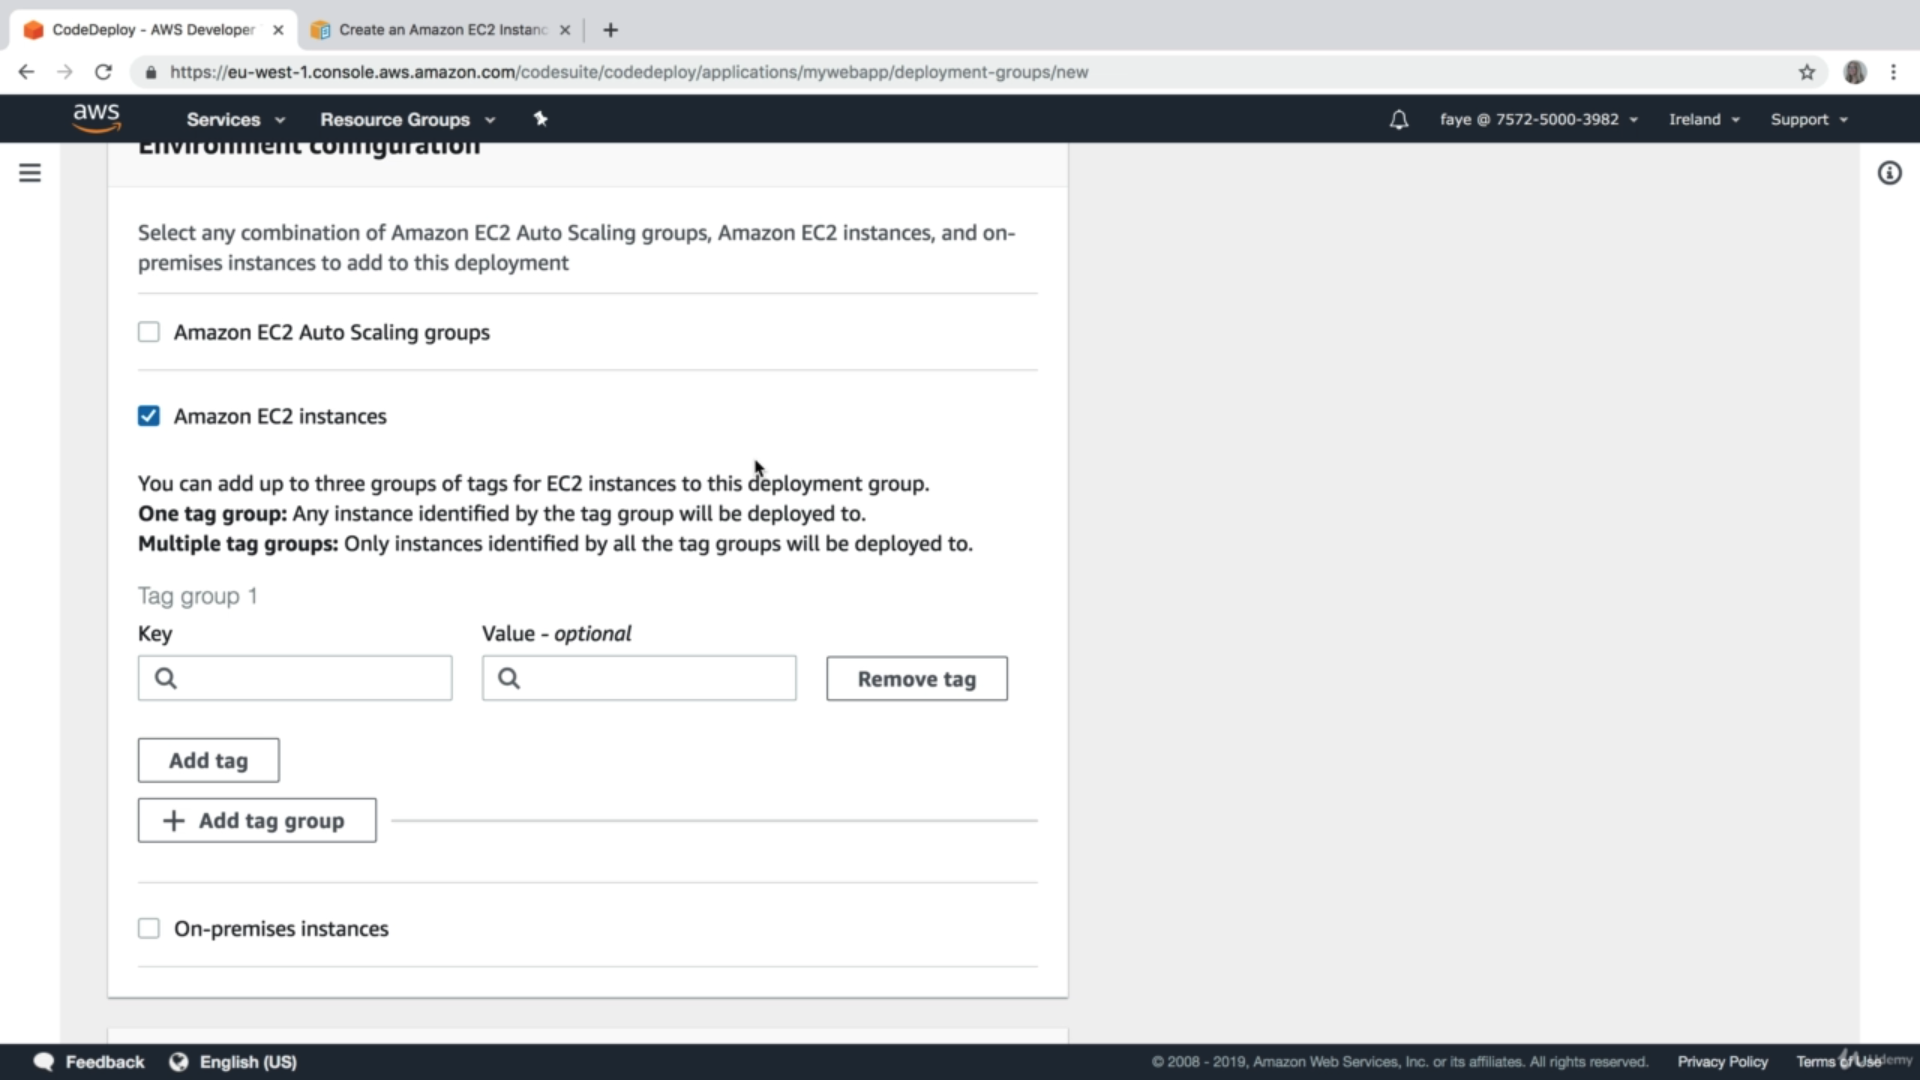 CodeDeploy - AWS Developer
Create an Amazon EC2 Instanc
https://eu-west-1.console.aws.amazon.com/codesuite/codedeploy/applications/mywebapp/deployment-groups/new
aws
Services
Resource Groups
faye @ 7572-5000-3982
Ireland
Support
Environment configuration
Select any combination of Amazon EC2 Auto Scaling groups, Amazon EC2 instances, and on-
premises instances to add to this deployment
Amazon EC2 Auto Scaling groups
Amazon EC2 instances
You can add up to three groups of tags for EC2 instances to this deployment group.
One tag group: Any instance identified by the tag group will be deployed to.
Multiple tag groups: Only instances identified by all the tag groups will be deployed to.
Tag group 1
Key
Value - optional
Remove tag
Add tag
Add tag group
On-premises instances
Feedback
English (US)
© 2008 - 2019, Amazon Web Services, Inc. or its affiliates. All rights reserved.
Privacy Policy
Terms of Use
Udemy